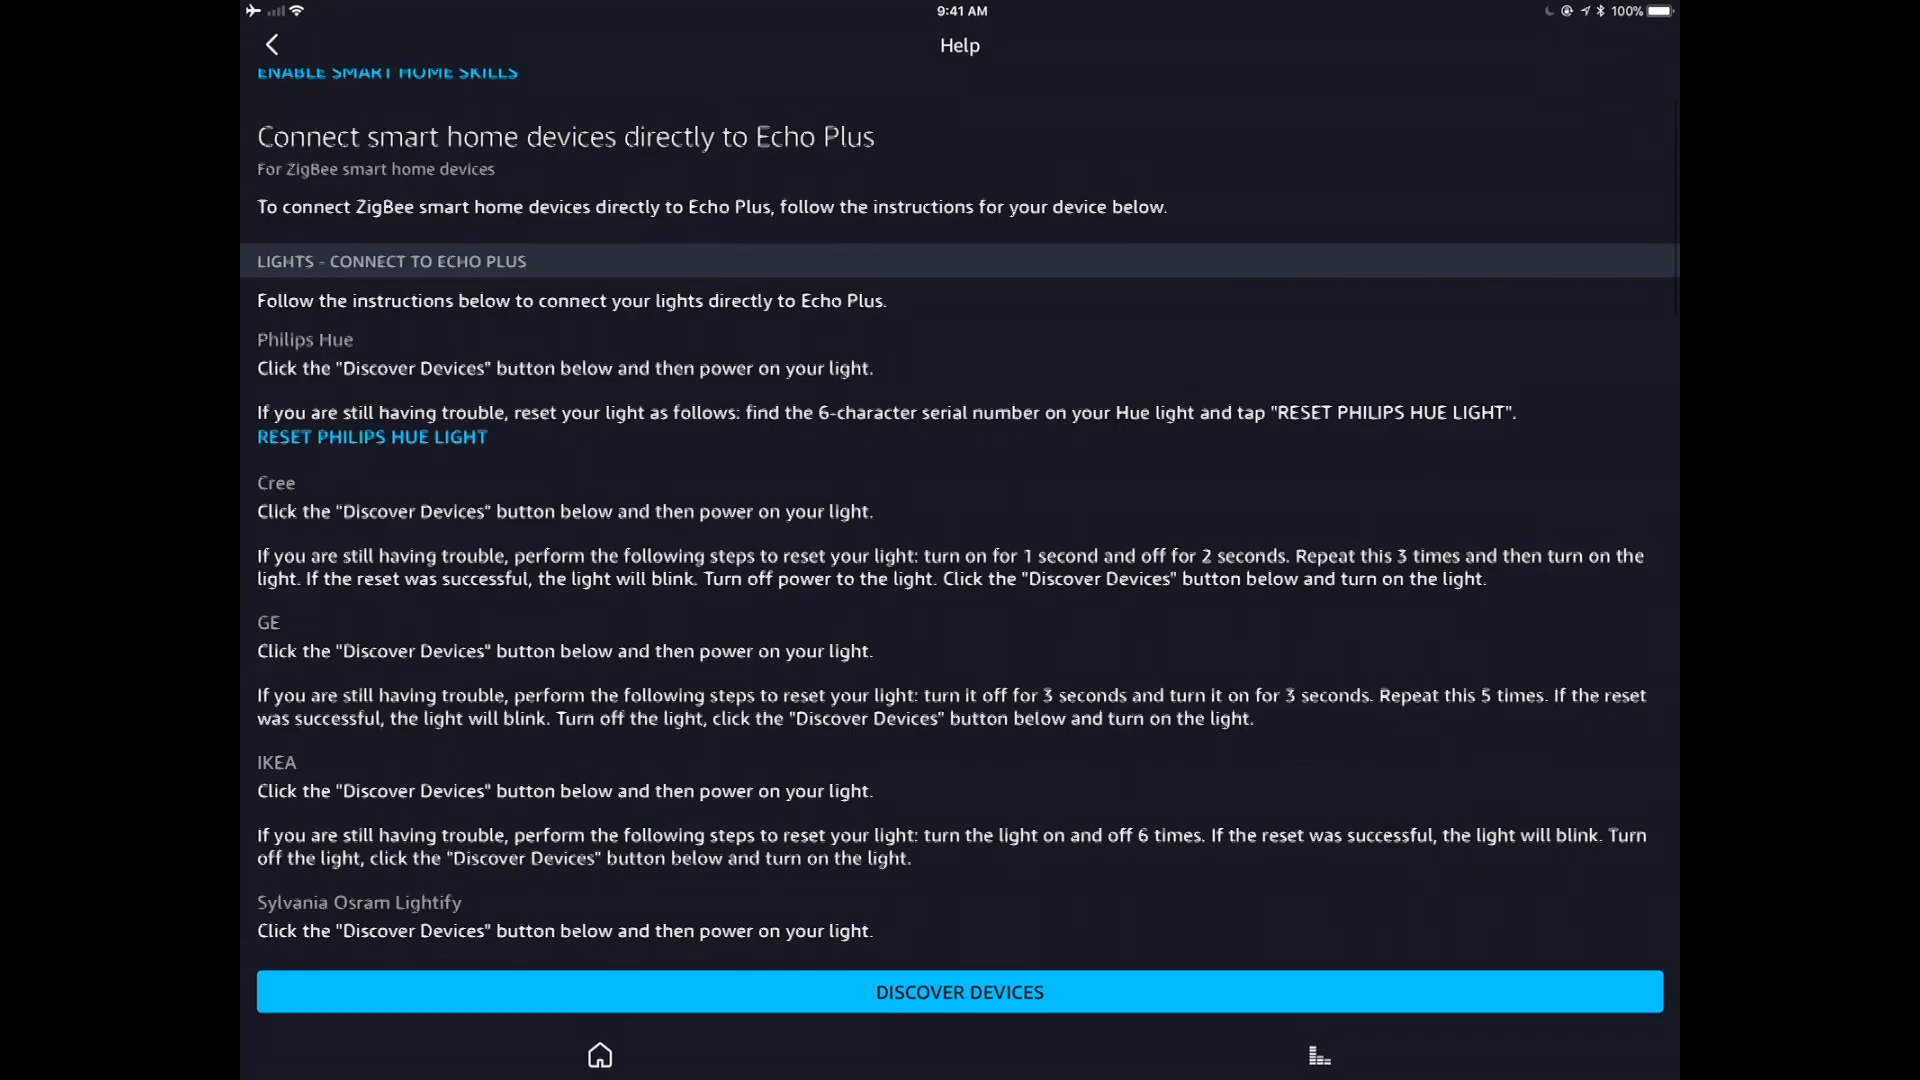 9:41 AM
100%
Help
ENABLE SMART HOME SKILLS
Connect smart home devices directly to Echo Plus
For ZigBee smart home devices
To connect ZigBee smart home devices directly to Echo Plus, follow the instructions for your device below.
LIGHTS - CONNECT TO ECHO PLUS
Follow the instructions below to connect your lights directly to Echo Plus.
Philips Hue
Click the "Discover Devices" button below and then power on your light.
If you are still having trouble, reset your light as follows: find the 6-character serial number on your Hue light and tap "RESET PHILIPS HUE LIGHT".
RESET PHILIPS HUE LIGHT
Cree
Click the "Discover Devices" button below and then power on your light.
If you are still having trouble, perform the following steps to reset your light: turn on for 1 second and off for 2 seconds. Repeat this 3 times and then turn on the
light. If the reset was successful, the light will blink. Turn off power to the light. Click the "Discover Devices" button below and turn on the light.
GE
Click the "Discover Devices" button below and then power on your light.
If you are still having trouble, perform the following steps to reset your light: turn it off for 3 seconds and turn it on for 3 seconds. Repeat this 5 times. If the reset
was successful, the light will blink. Turn off the light, click the "Discover Devices" button below and turn on the light.
IKEA
Click the "Discover Devices" button below and then power on your light.
If you are still having trouble, perform the following steps to reset your light: turn the light on and off 6 times. If the reset was successful, the light will blink. Turn
off the light, click the "Discover Devices" button below and turn on the light.
Sylvania Osram Lightify
Click the "Discover Devices" button below and then power on your light.
DISCOVER DEVICES